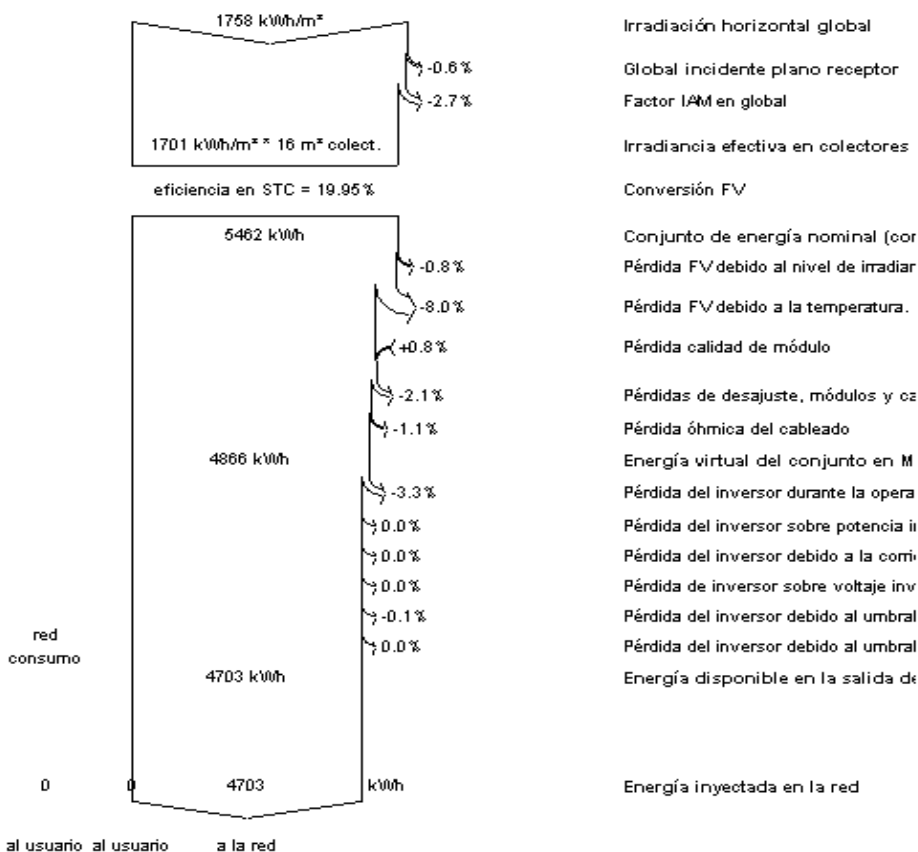 1758 kWh/m² Irradiación horizontal global
-0.6% Global incidente plano receptor
-2.7% Factor IAM en global
1701 kWh/m² * 16 m² colect. Irradiancia efectiva en colectores
eficiencia en STC = 19.95% Conversión FV
5462 kWh Conjunto de energía nominal (con
-0.8% Pérdida FV debido al nivel de irradian
-8.0% Pérdida FV debido a la temperatura.
+0.8% Pérdida calidad de módulo
-2.1% Pérdidas de desajuste, módulos y ca
-1.1% Pérdida óhmica del cableado
4866 kWh Energía virtual del conjunto en M
-3.3% Pérdida del inversor durante la opera
0.0% Pérdida del inversor sobre potencia in
0.0% Pérdida del inversor debido a la corrie
0.0% Pérdida de inversor sobre voltaje inv
-0.1% Pérdida del inversor debido al umbral
red
consumo
0.0% Pérdida del inversor debido al umbral
4703 kWh Energía disponible en la salida de
0 0 4703 kWh Energía inyectada en la red
al usuario al usuario a la red